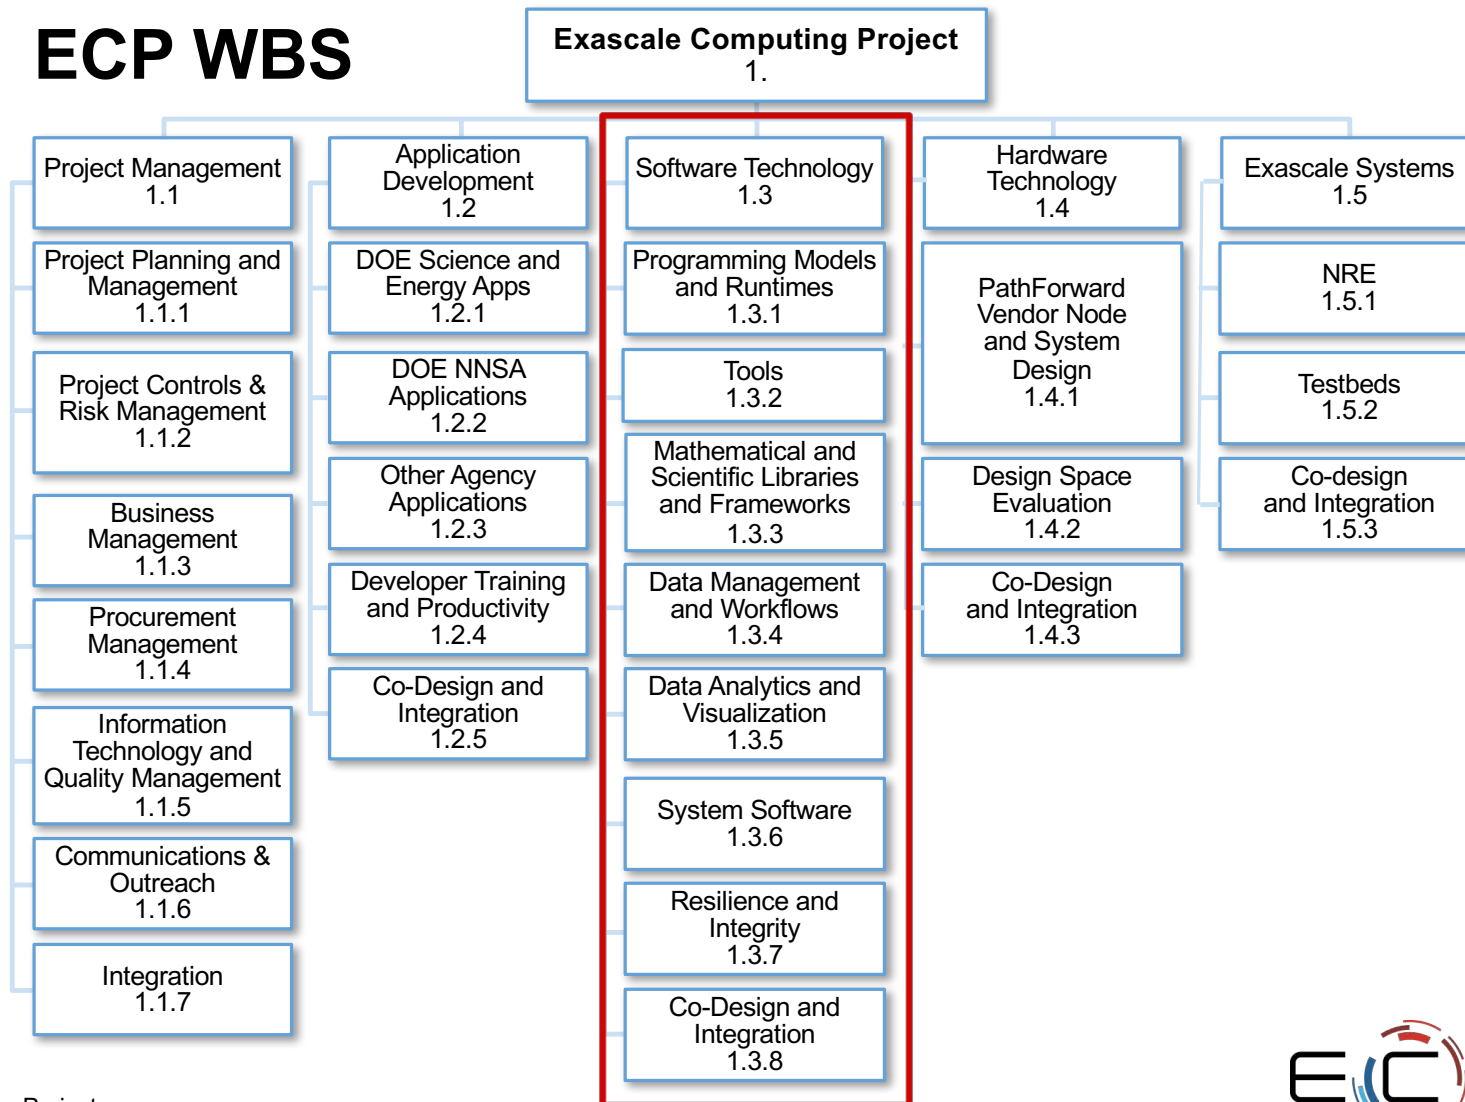 ECP WBS
Exascale Computing Project
1.
Project Management
1.1
Project Planning and
Management
1.1.1
Project Controls &
Risk Management
1.1.2
Business
Management
1.1.3
Procurement
Management
1.1.4
Information
Technology and
Quality Management
1.1.5
Communications &
Outreach
1.1.6
Integration
1.1.7
Application
Development
1.2
DOE Science and
Energy Apps
1.2.1
DOE NNSA
Applications
1.2.2
Other Agency
Applications
1.2.3
Developer Training
and Productivity
1.2.4
Co-Design and
Integration
1.2.5
Software Technology
1.3
Programming Models
and Runtimes
1.3.1
Tools
1.3.2
Mathematical and
Scientific Libraries
and Frameworks
1.3.3
Data Management
and Workflows
1.3.4
Data Analytics and
Visualization
1.3.5
System Software
1.3.6
Resilience and
Integrity
1.3.7
Co-Design and
Integration
1.3.8
Hardware
Technology
1.4
PathForward
Vendor Node
and System
Design
1.4.1
Design Space
Evaluation
1.4.2
Co-Design
and Integration
1.4.3
Exascale Systems
1.5
NRE
1.5.1
Testbeds
1.5.2
Co-design
and Integration
1.5.3
EC